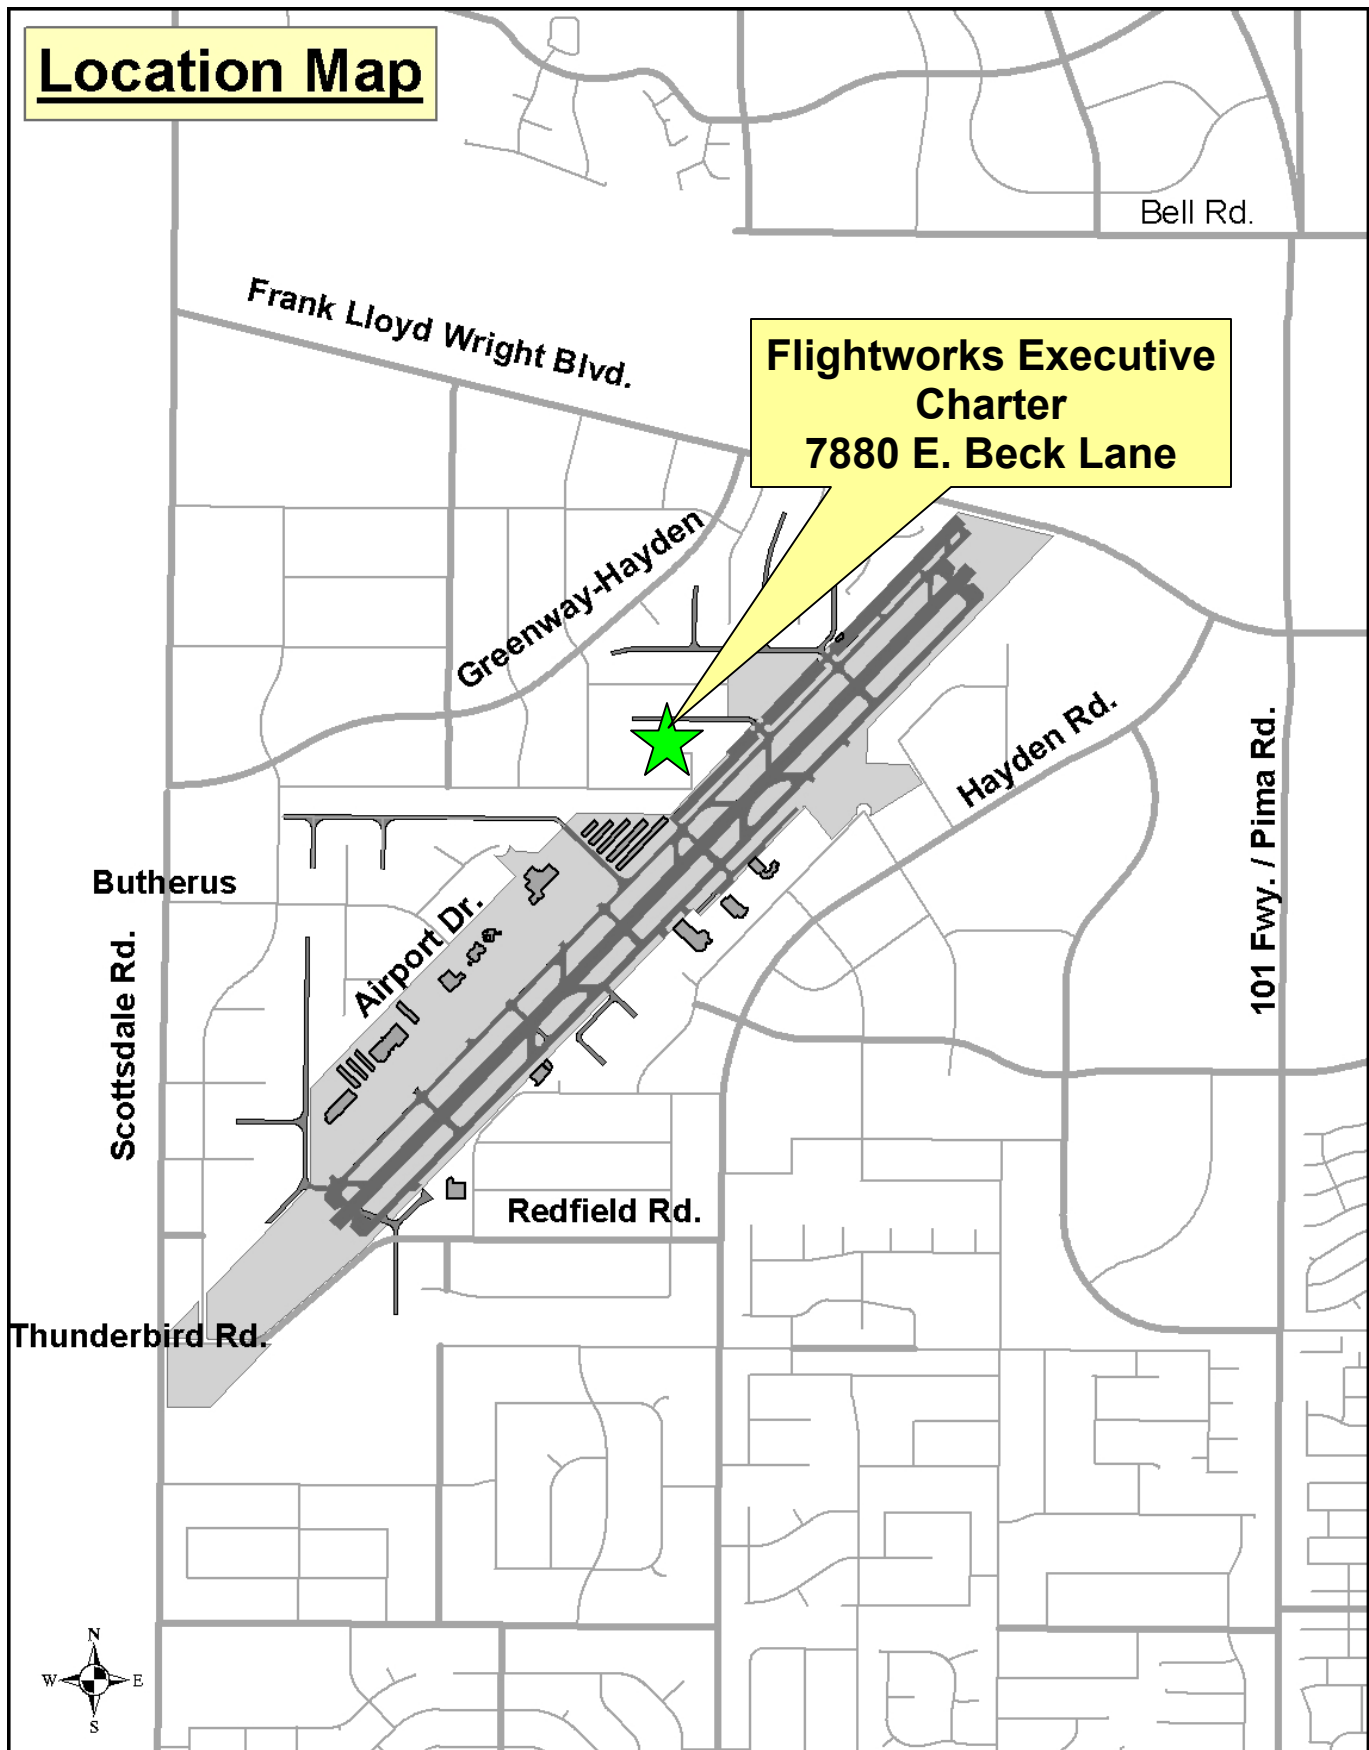 Location Map
Bell Rd.
Frank Lloyd Wright Blvd.
Flightworks Executive
Charter
7880 E. Beck Lane
Greenway-Hayden
Hayden Rd.
101 Fwy. / Pima Rd.
Butherus
Airport Dr.
Scottsdale Rd.
Redfield Rd.
Thunderbird Rd.
N
W E
S